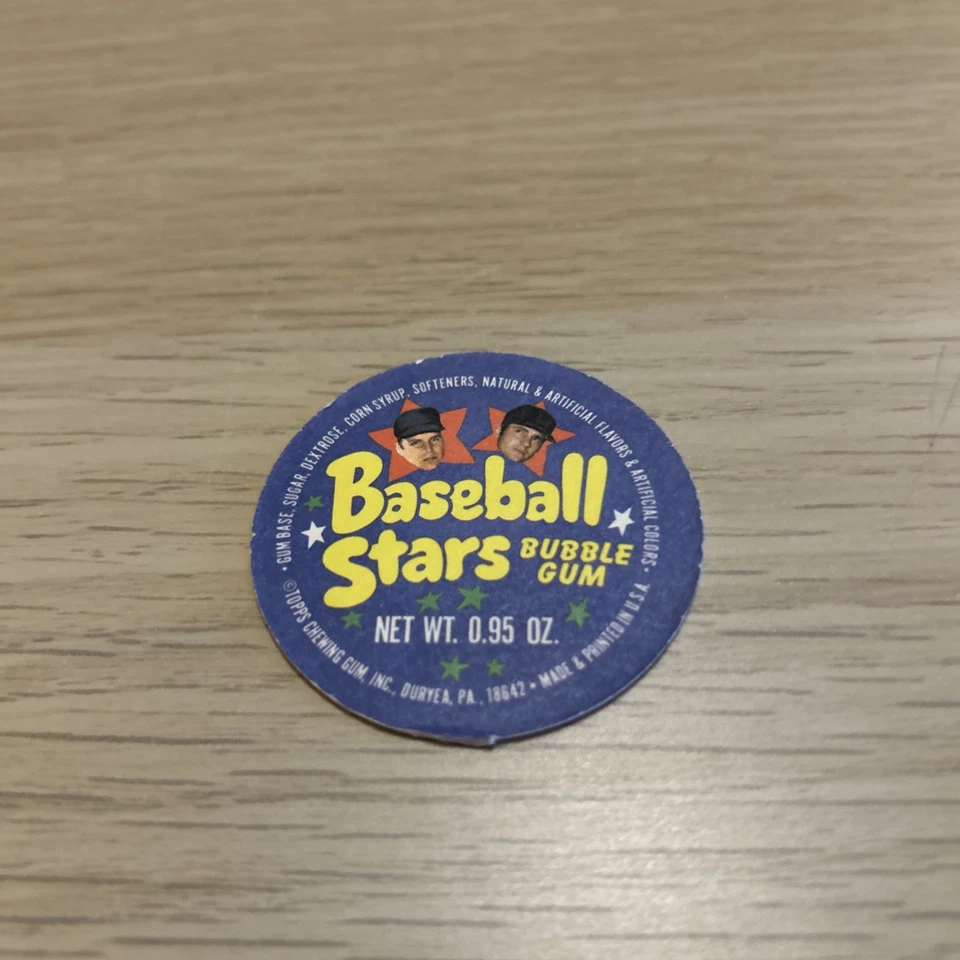 • GUM BASE, SUGAR, DEXTROSE, CORN SYRUP, SOFTENERS, NATURAL & ARTIFICIAL FLAVORS & ARTIFICIAL COLORS •
Baseball
Stars BUBBLE
GUM
NET WT. 0.95 OZ.
© TOPPS CHEWING GUM, INC., DURYEA, PA., 18642 • MADE & PRINTED IN U.S.A.